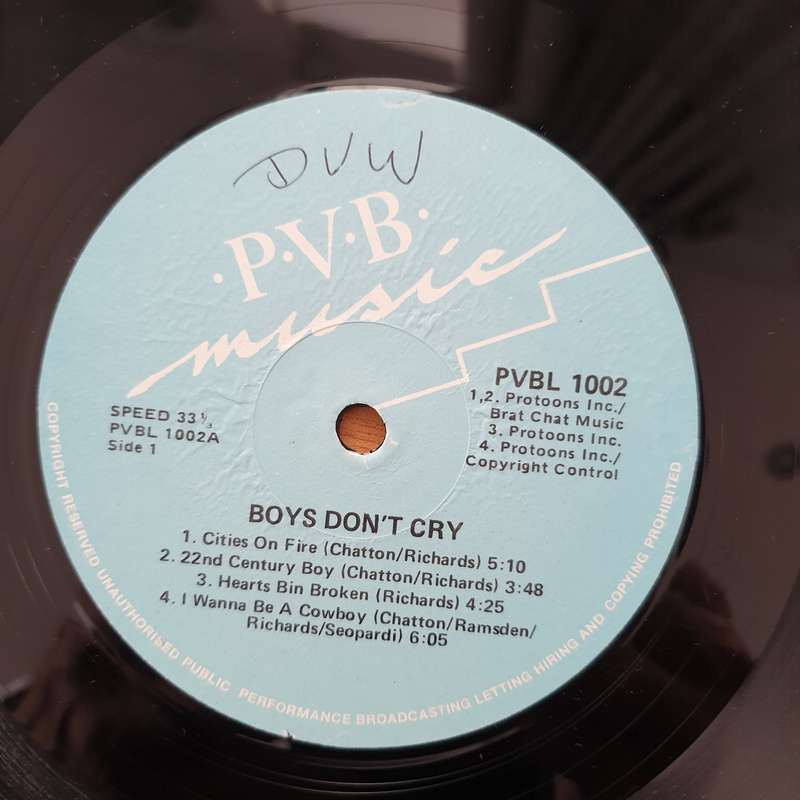 DVW
·P·V·B·
music
SPEED 33⅓
PVBL 1002A
Side 1
PVBL 1002
1,2. Protoons Inc./
Brat Chat Music
3. Protoons Inc.
4. Protoons Inc./
Copyright Control
BOYS DON'T CRY
1. Cities On Fire (Chatton/Richards) 5:10
2. 22nd Century Boy (Chatton/Richards) 3:48
3. Hearts Bin Broken (Richards) 4:25
4. I Wanna Be A Cowboy (Chatton/Ramsden/
Richards/Seopardi) 6:05
COPYRIGHT RESERVED UNAUTHORISED PUBLIC PERFORMANCE BROADCASTING LETTING HIRING AND COPYING PROHIBITED